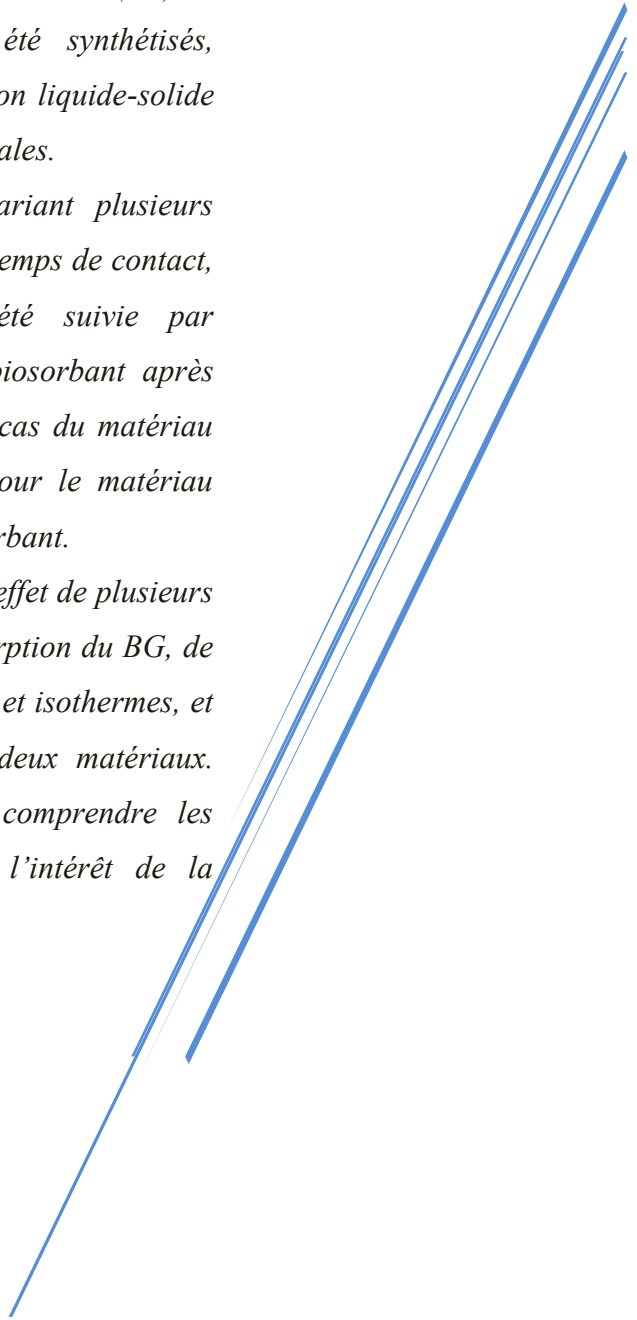 été synthétisés,
on liquide-solide
ales.
ariant plusieurs
emps de contact,
été suivie par
biosorbant après
cas du matériau
our le matériau
rbant.
effet de plusieurs
rption du BG, de
et isothermes, et
deux matériaux.
comprendre les
l’intérêt de la